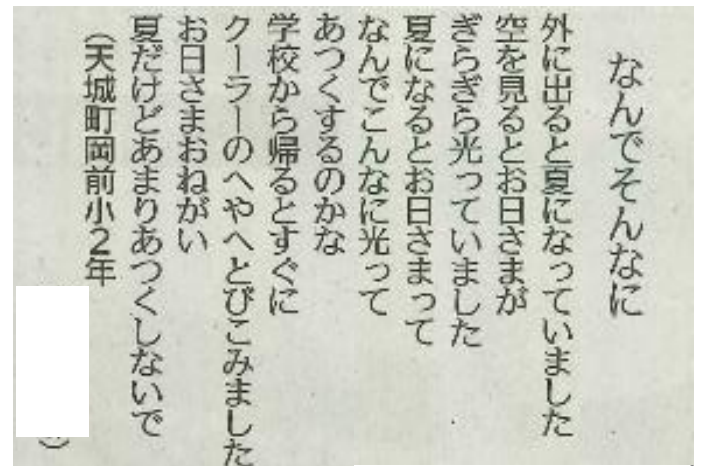 なんでそんなに
外に出ると夏になっていました
空を見るとお日さまが
ぎらぎら光っていました
夏になるとお日さまって
なんでこんなに光って
あつくするのかな
学校から帰るとすぐに
クーラーのへやへとびこみました
お日さまおねがい
夏だけどあまりあつくしないで
(天城町岡前小2年
)